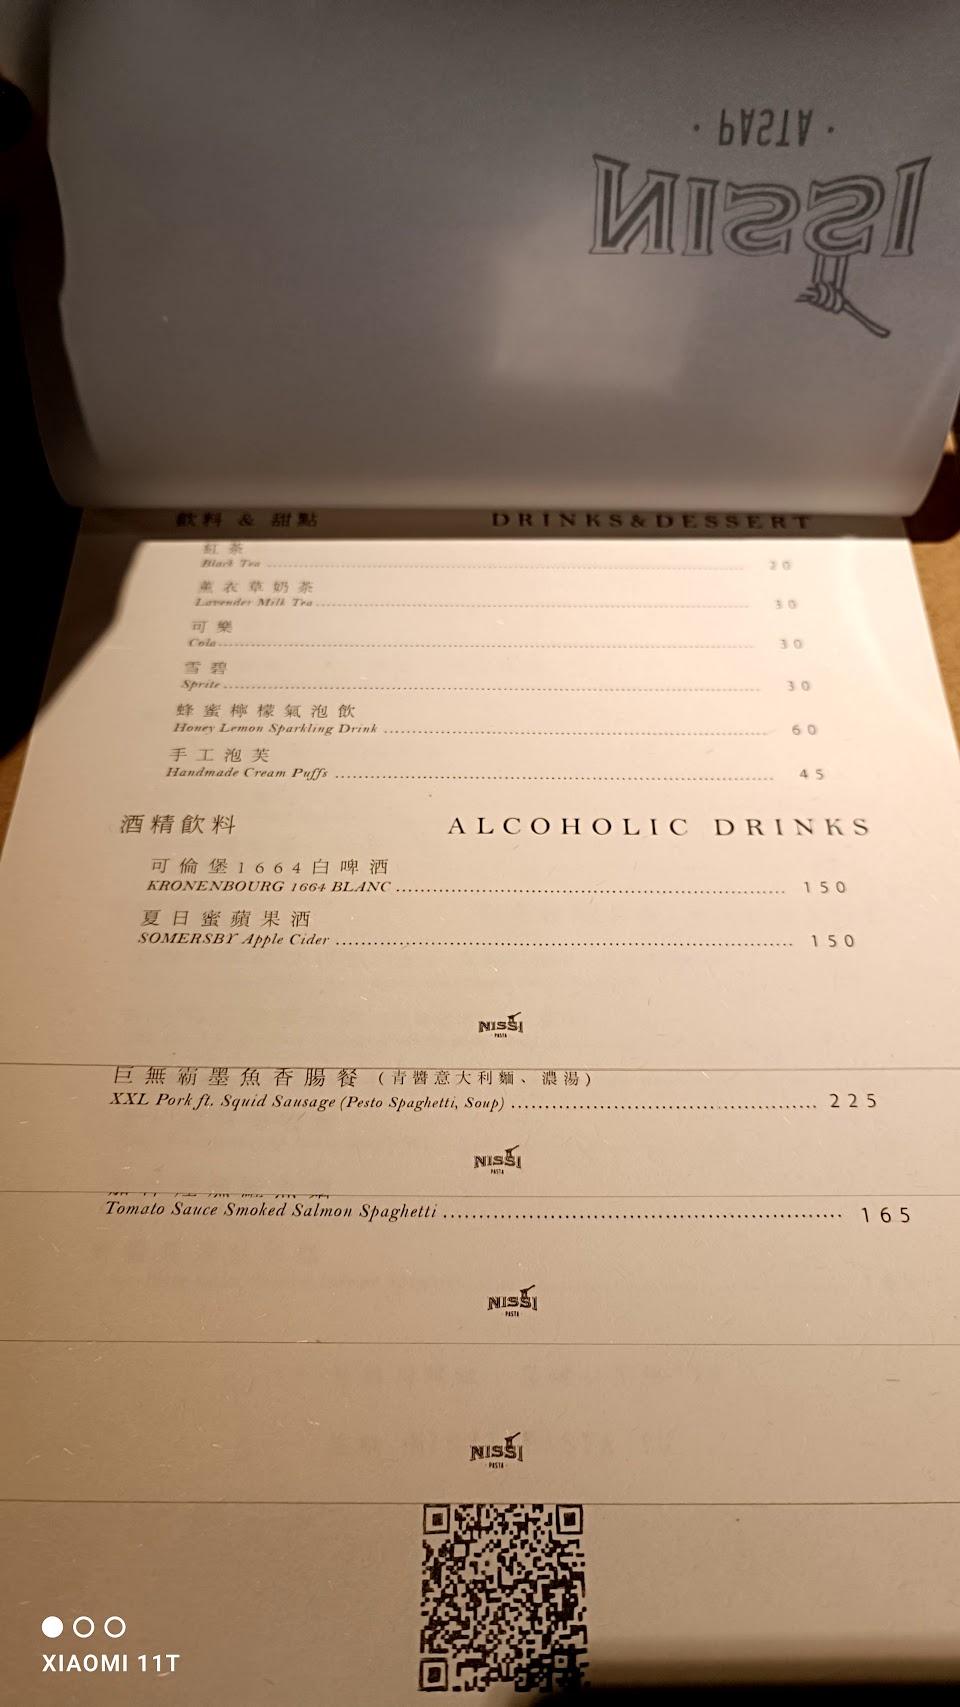 PASTA
NISSI
飲料 & 甜點 DRINKS&DESSERT
紅茶
Black Tea 20
薰衣草奶茶
Lavender Milk Tea 30
可樂
Cola 30
雪碧
Sprite 30
蜂蜜檸檬氣泡飲
Honey Lemon Sparkling Drink 60
手工泡芙
Handmade Cream Puffs 45
酒精飲料 ALCOHOLIC DRINKS
可倫堡1664白啤酒
KRONENBOURG 1664 BLANC 150
夏日蜜蘋果酒
SOMERSBY Apple Cider 150
NISSI
PASTA
巨無霸墨魚香腸餐 (青醬意大利麵、濃湯)
XXL Pork ft. Squid Sausage (Pesto Spaghetti, Soup) 225
NISSI
PASTA
Tomato Sauce Smoked Salmon Spaghetti 165
NISSI
PASTA
NISSI
PASTA
XIAOMI 11T